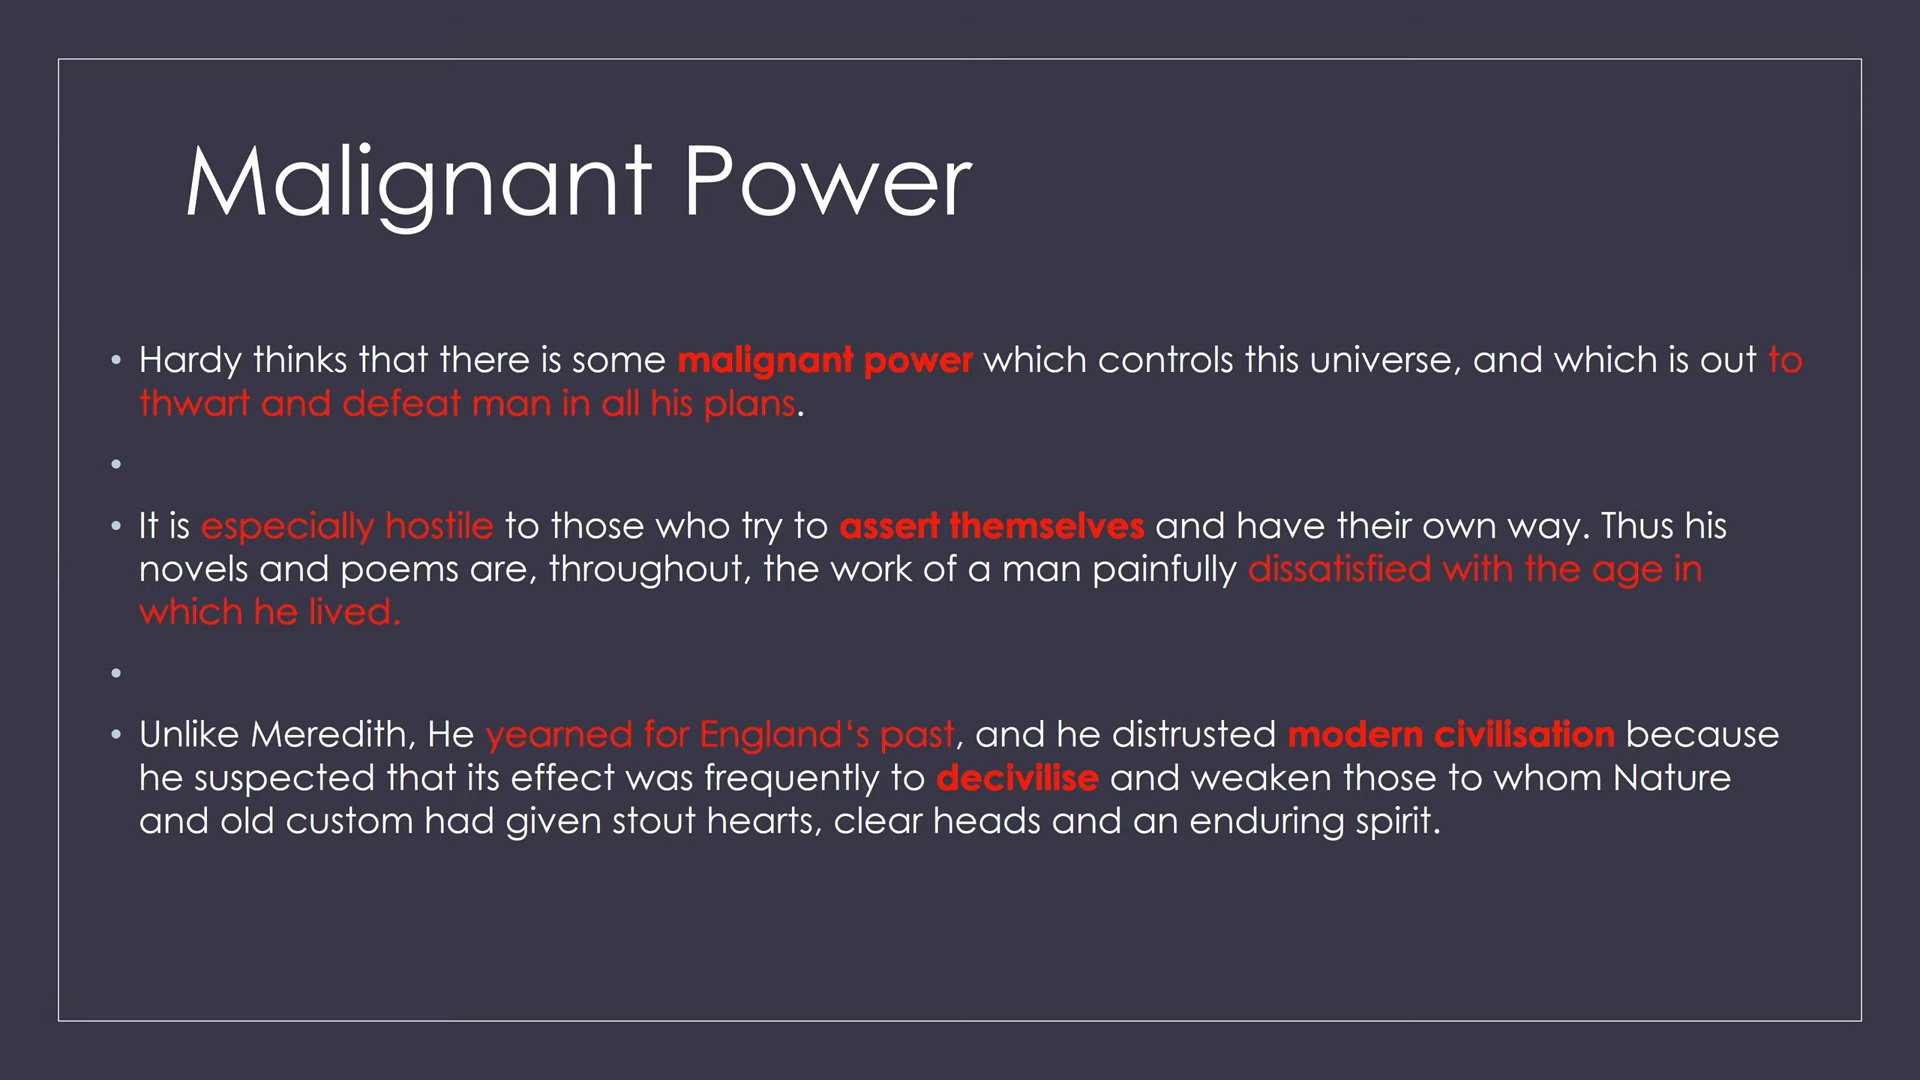 Malignant Power
• Hardy thinks that there is some malignant power which controls this universe, and which is out to
thwart and defeat man in all his plans.
•
• It is especially hostile to those who try to assert themselves and have their own way. Thus his
novels and poems are, throughout, the work of a man painfully dissatisfied with the age in
which he lived.
•
• Unlike Meredith, He yearned for England‘s past, and he distrusted modern civilisation because
he suspected that its effect was frequently to decivilise and weaken those to whom Nature
and old custom had given stout hearts, clear heads and an enduring spirit.